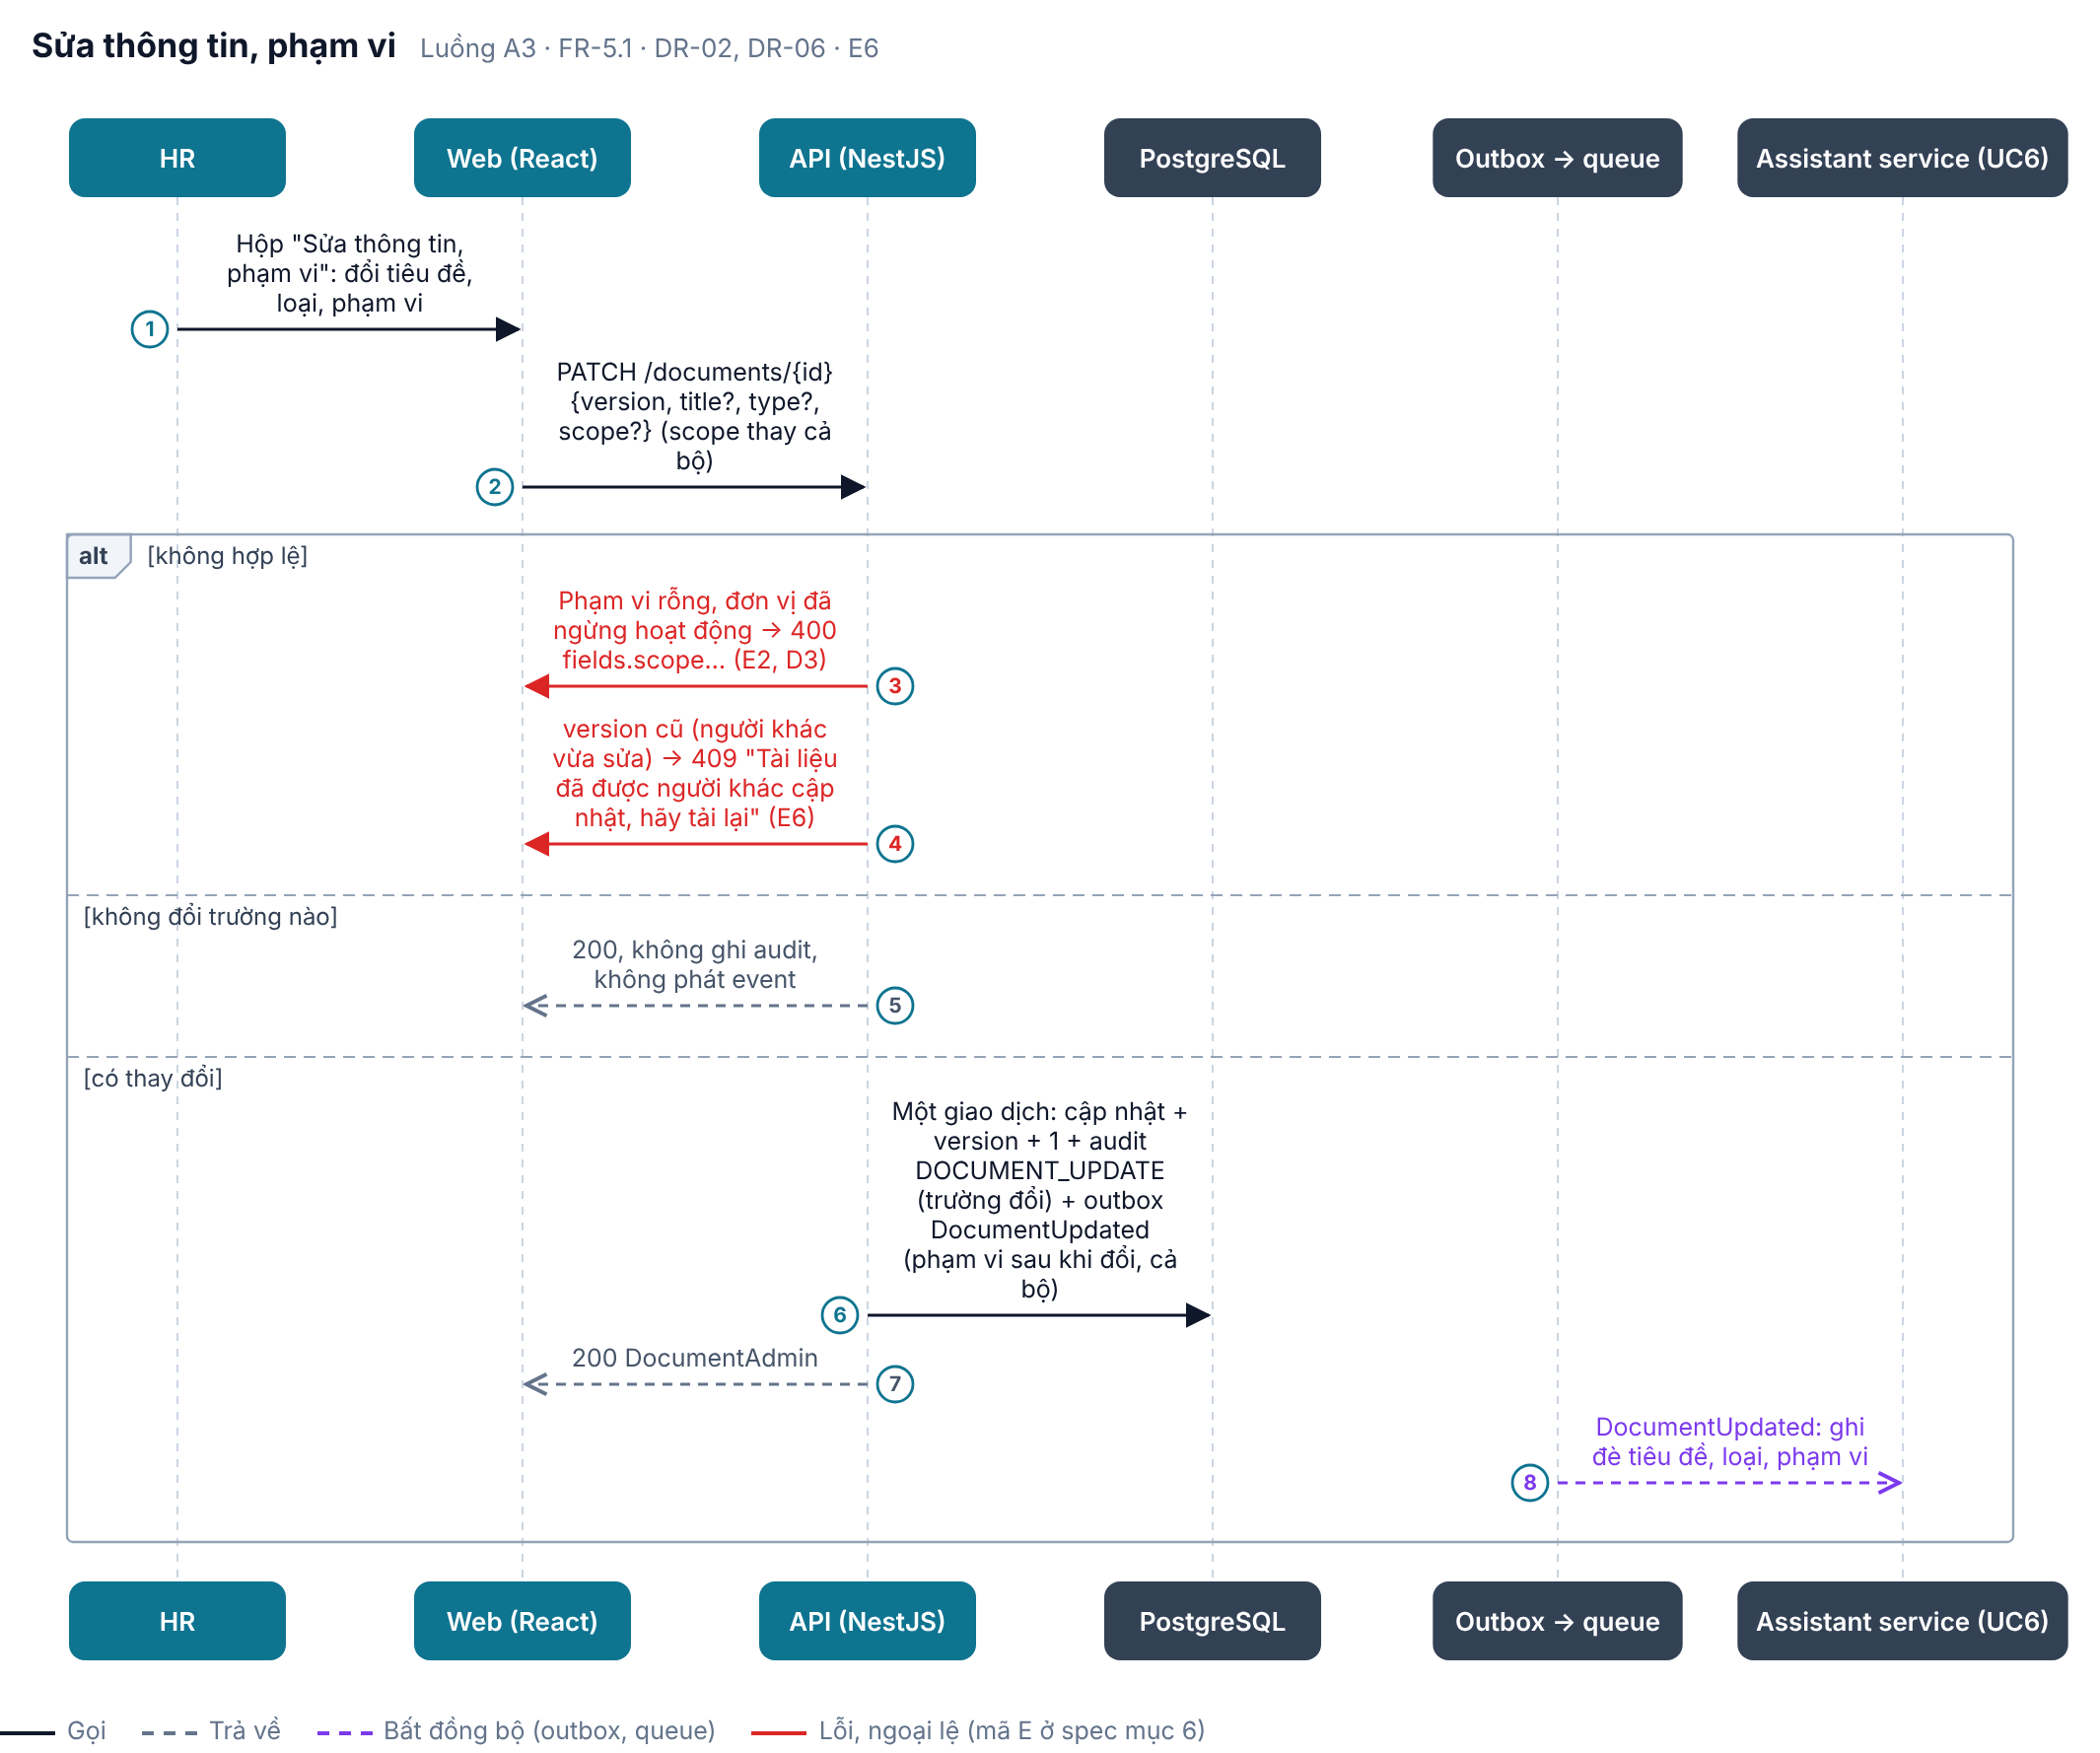 Sửa thông tin, phạm vi Luồng A3 · FR-5.1 · DR-02, DR-06 · E6
HR
Web (React)
API (NestJS)
PostgreSQL
Outbox → queue
Assistant service (UC6)
Hộp "Sửa thông tin,
phạm vi": đổi tiêu đề,
loại, phạm vi
1
PATCH /documents/{id}
{version, title?, type?,
scope?} (scope thay cả
bộ)
2
alt [không hợp lệ]
Phạm vi rỗng, đơn vị đã
ngừng hoạt động → 400
fields.scope... (E2, D3)
3
version cũ (người khác
vừa sửa) → 409 "Tài liệu
đã được người khác cập
nhật, hãy tải lại" (E6)
4
[không đổi trường nào]
200, không ghi audit,
không phát event
5
[có thay đổi]
Một giao dịch: cập nhật +
version + 1 + audit
DOCUMENT_UPDATE
(trường đổi) + outbox
DocumentUpdated
(phạm vi sau khi đổi, cả
bộ)
6
200 DocumentAdmin
7
DocumentUpdated: ghi
đè tiêu đề, loại, phạm vi
8
HR
Web (React)
API (NestJS)
PostgreSQL
Outbox → queue
Assistant service (UC6)
Gọi
Trả về
Bất đồng bộ (outbox, queue)
Lỗi, ngoại lệ (mã E ở spec mục 6)